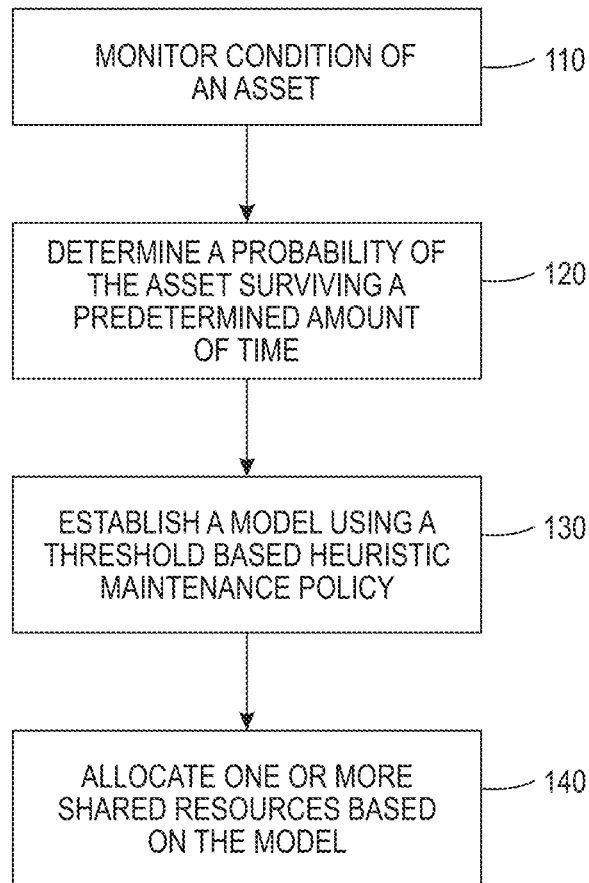 MONITOR CONDITION OF
AN ASSET
110
DETERMINE A PROBABILITY OF
THE ASSET SURVIVING A
PREDETERMINED AMOUNT
OF TIME
120
ESTABLISH A MODEL USING A
THRESHOLD BASED HEURISTIC
MAINTENANCE POLICY
130
ALLOCATE ONE OR MORE
SHARED RESOURCES BASED
ON THE MODEL
140